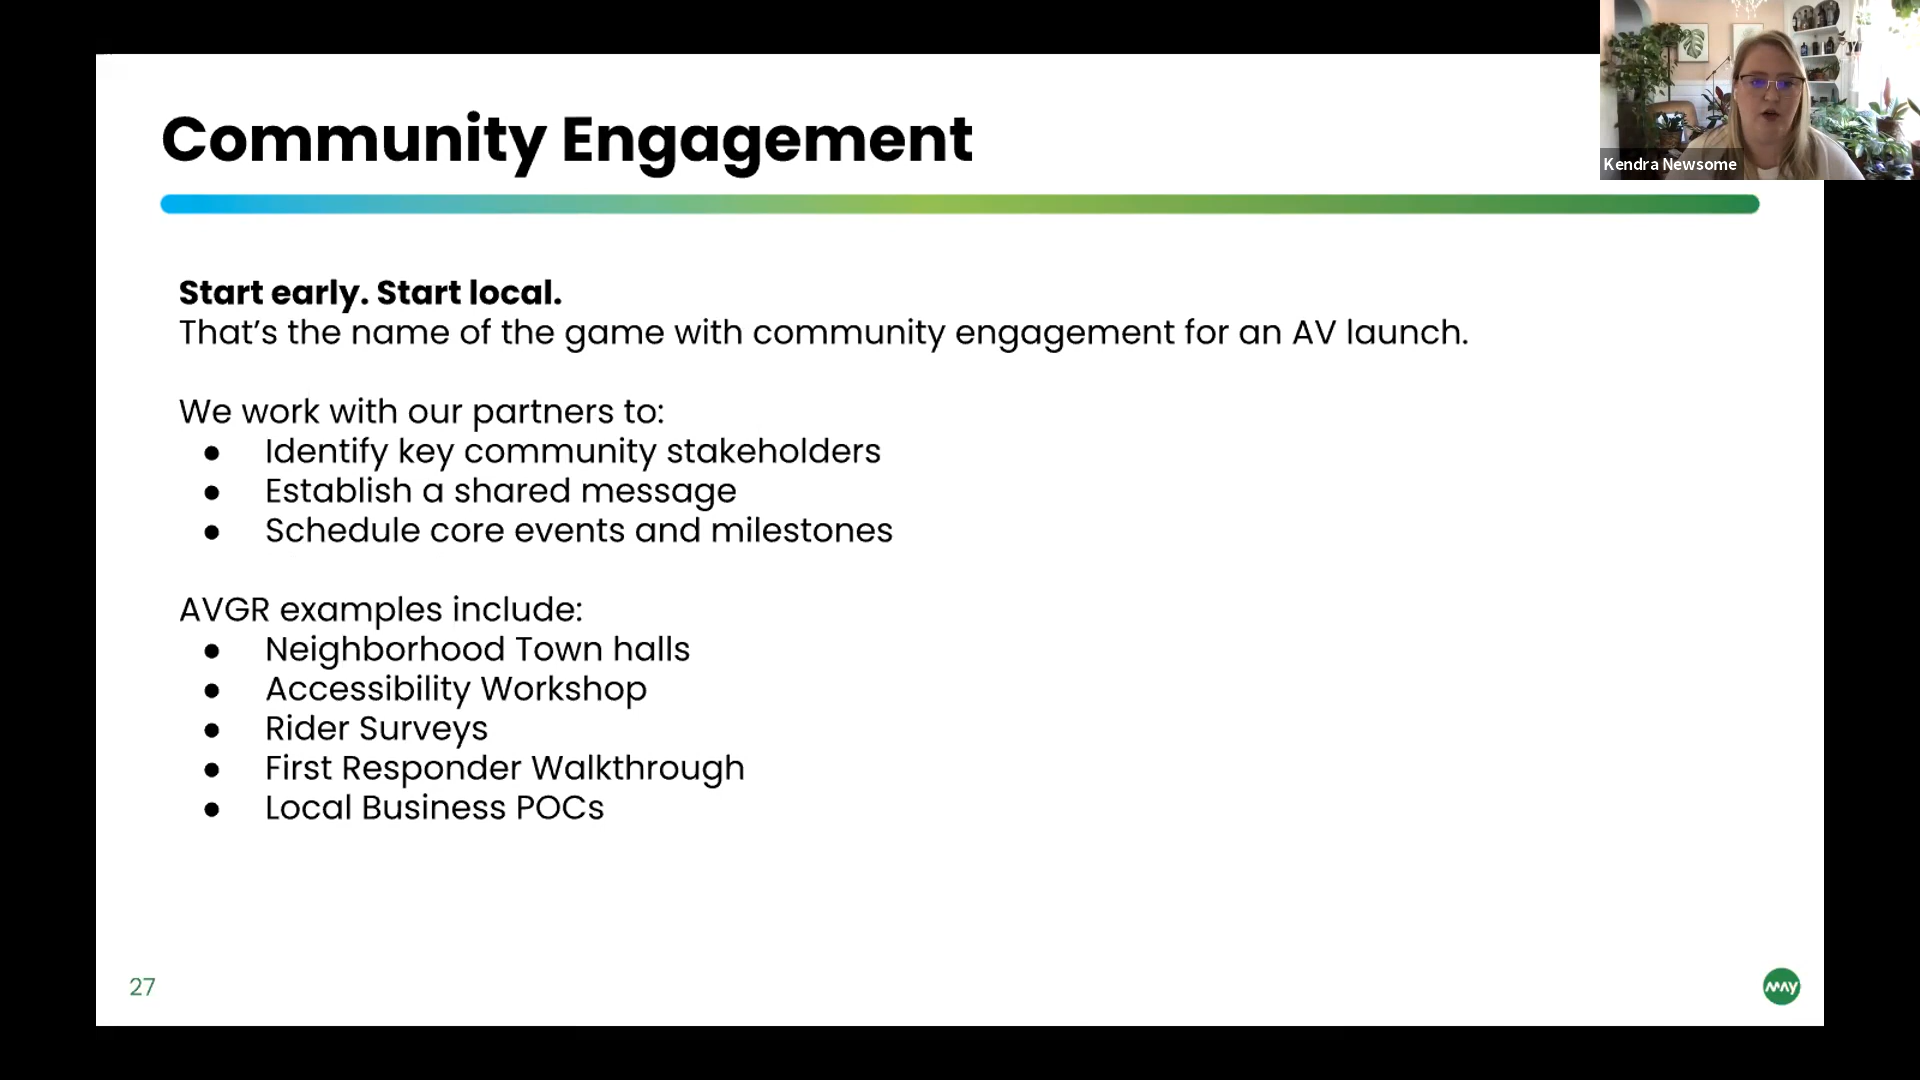 Community Engagement
Kendra Newsome
Start early. Start local.
That’s the name of the game with community engagement for an AV launch.
We work with our partners to:
● Identify key community stakeholders
● Establish a shared message
● Schedule core events and milestones
AVGR examples include:
● Neighborhood Town halls
● Accessibility Workshop
● Rider Surveys
● First Responder Walkthrough
● Local Business POCs
27
MAY